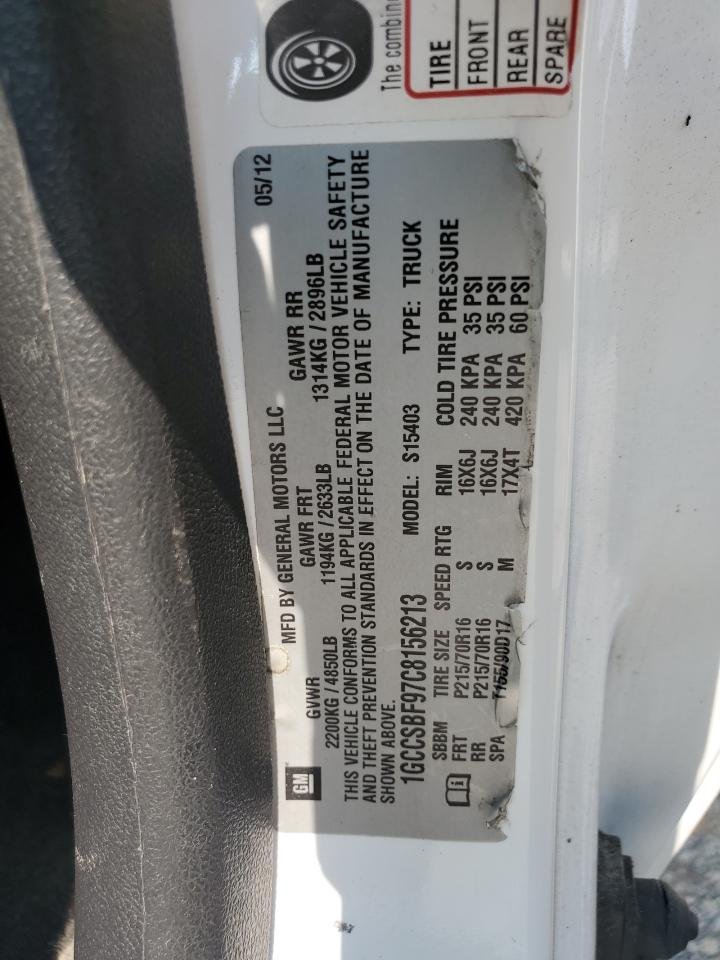 The combine
TIRE
FRONT
REAR
SPARE
MFD BY GENERAL MOTORS LLC 05/12
GVWR GAWR FRT GAWR RR
2200KG / 4850LB 1194KG / 2633LB 1314KG / 2896LB
THIS VEHICLE CONFORMS TO ALL APPLICABLE FEDERAL MOTOR VEHICLE SAFETY
AND THEFT PREVENTION STANDARDS IN EFFECT ON THE DATE OF MANUFACTURE
SHOWN ABOVE.
1GCCSBF97C8156213 MODEL: S15403 TYPE: TRUCK
SBBM TIRE SIZE SPEED RTG RIM COLD TIRE PRESSURE
FRT P215/70R16 S 16X6J 240 KPA 35 PSI
RR P215/70R16 S 16X6J 240 KPA 35 PSI
SPA T155/90D17 M 17X4T 420 KPA 60 PSI
GM